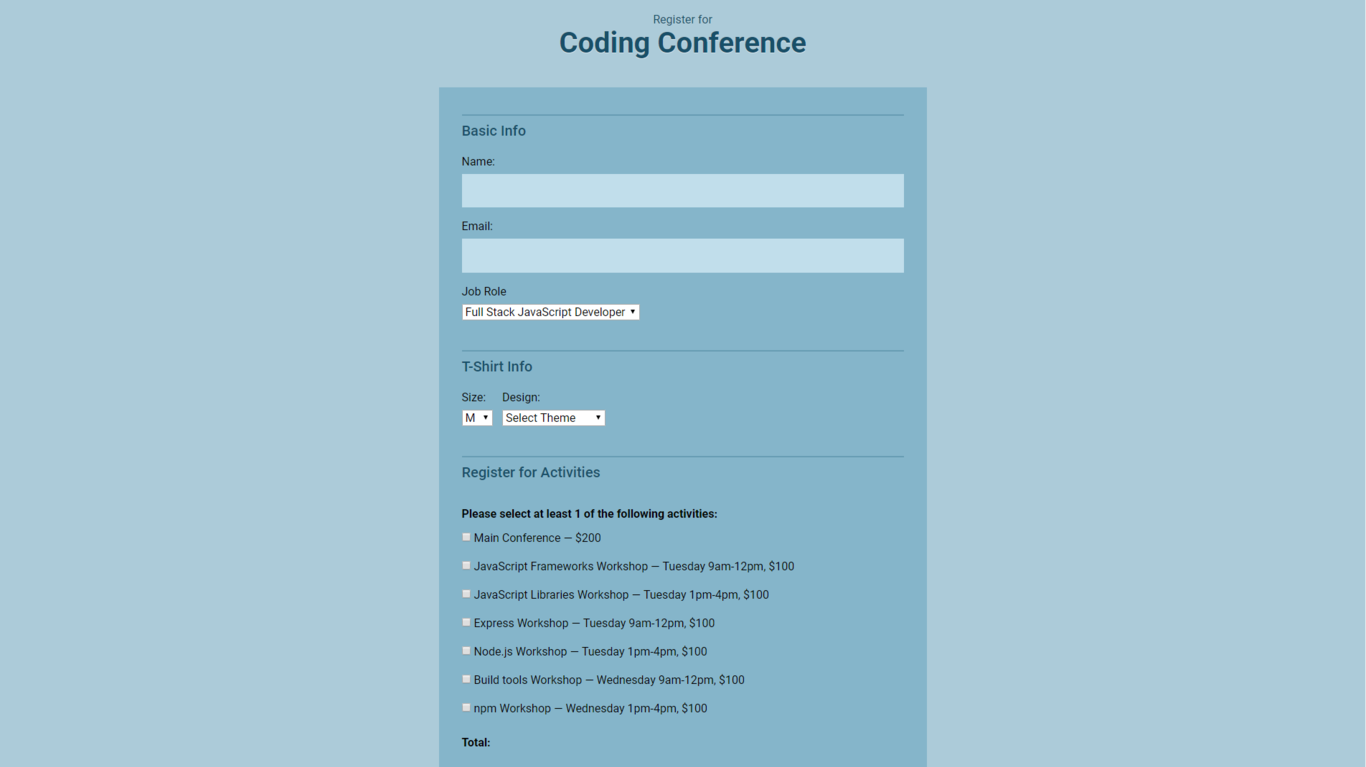 Register for
Coding Conference
Basic Info
Name:
Email:
Job Role
Full Stack JavaScript Developer
T-Shirt Info
Size: Design:
M Select Theme
Register for Activities
Please select at least 1 of the following activities:
Main Conference — $200
JavaScript Frameworks Workshop — Tuesday 9am-12pm, $100
JavaScript Libraries Workshop — Tuesday 1pm-4pm, $100
Express Workshop — Tuesday 9am-12pm, $100
Node.js Workshop — Tuesday 1pm-4pm, $100
Build tools Workshop — Wednesday 9am-12pm, $100
npm Workshop — Wednesday 1pm-4pm, $100
Total: